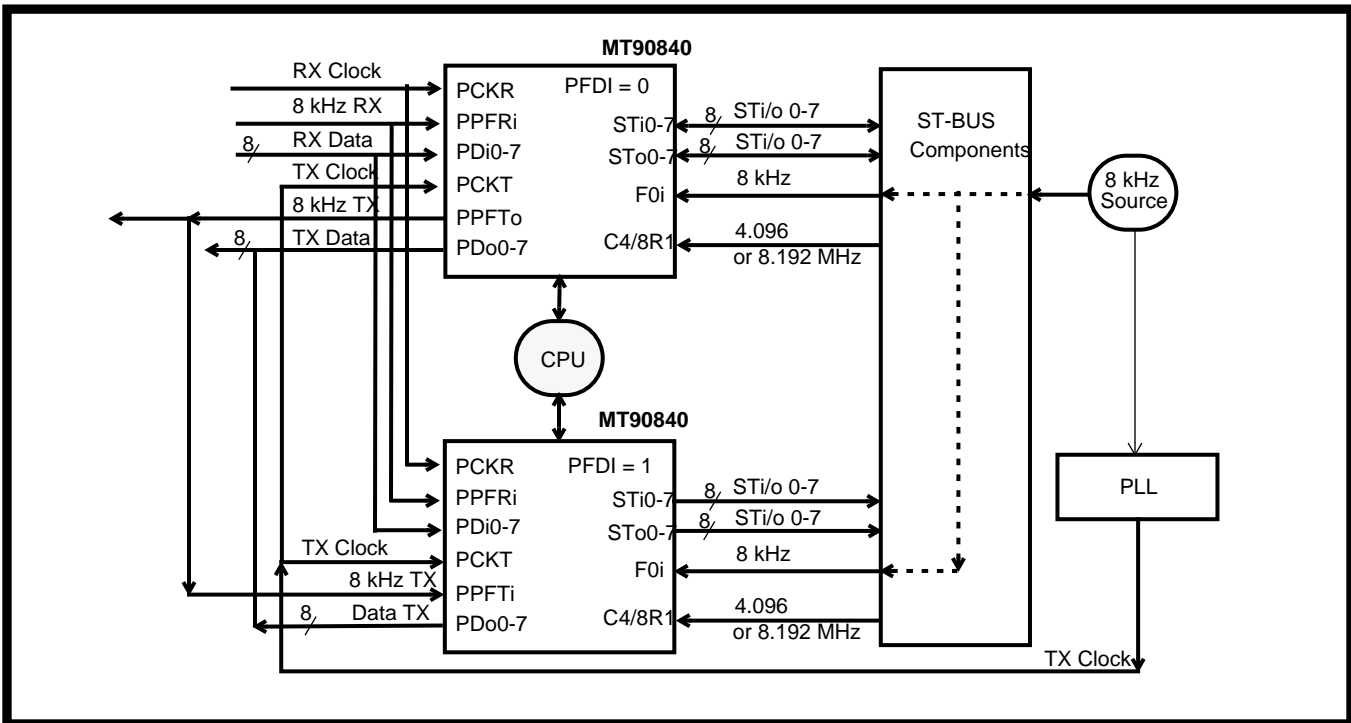 MT90840
RX Clock
8 kHz RX
8
RX Data
TX Clock
8 kHz TX
8
TX Data
PCKR
PFDI = 0
PPFRi
PDi0-7
PCKT
PPFTo
PDo0-7
STi0-7
STo0-7
F0i
C4/8R1
8
STi/o 0-7
8
STi/o 0-7
8 kHz
4.096
or 8.192 MHz
ST-BUS
Components
8 kHz
Source
CPU
MT90840
PCKR
PFDI = 1
PPFRi
PDi0-7
PCKT
PPFTi
PDo0-7
STi0-7
STo0-7
F0i
C4/8R1
TX Clock
8 kHz TX
8
Data TX
8
STi/o 0-7
8
STi/o 0-7
8 kHz
4.096
or 8.192 MHz
PLL
TX Clock